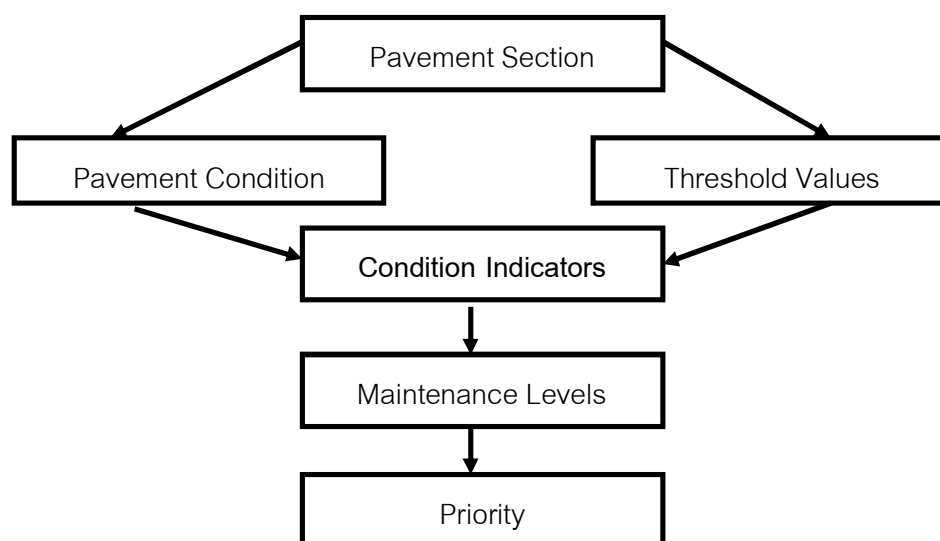 Pavement Section
Pavement Condition
Threshold Values
Condition Indicators
Maintenance Levels
Priority